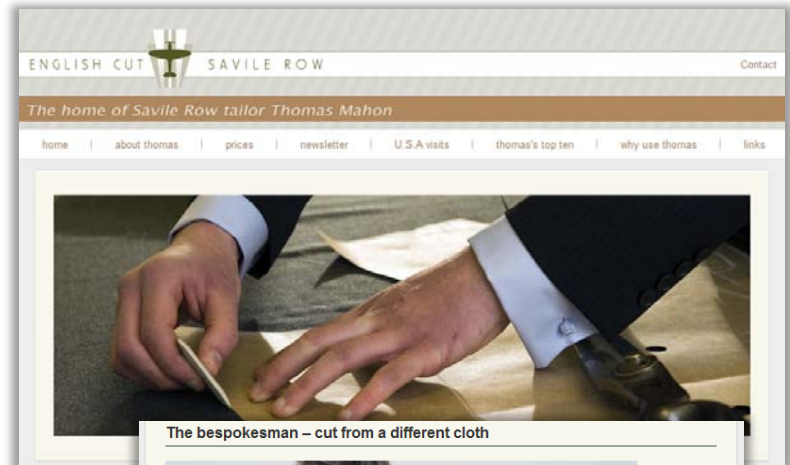 ENGLISH CUT SAVILE ROW
Contact
The home of Savile Row tailor Thomas Mahon
home | about thomas | prices | newsletter | U.S.A visits | thomas's top ten | why use thomas | links
The bespokesman – cut from a different cloth